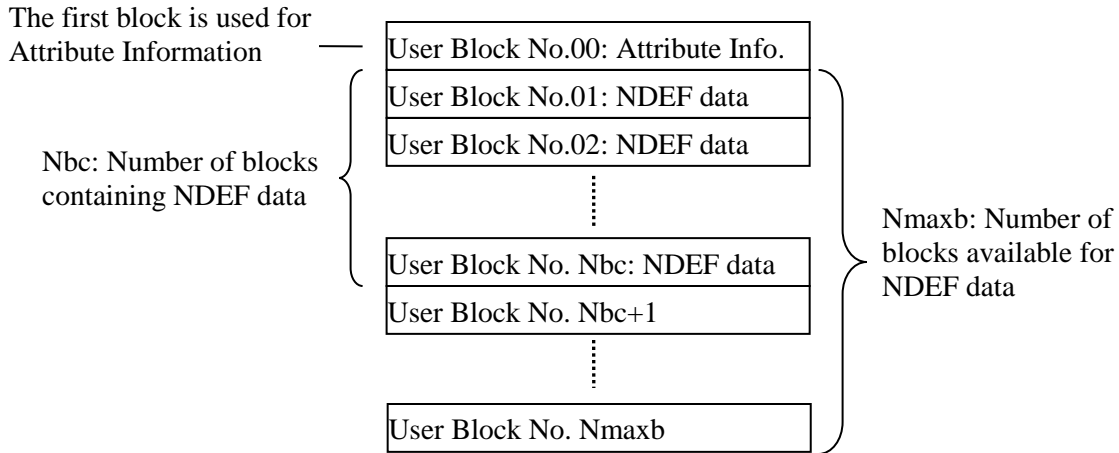 The first block is used for
Attribute Information
User Block No.00: Attribute Info.
User Block No.01: NDEF data
User Block No.02: NDEF data
Nbc: Number of blocks
containing NDEF data
User Block No. Nbc: NDEF data
User Block No. Nbc+1
User Block No. Nmaxb
Nmaxb: Number of
blocks available for
NDEF data